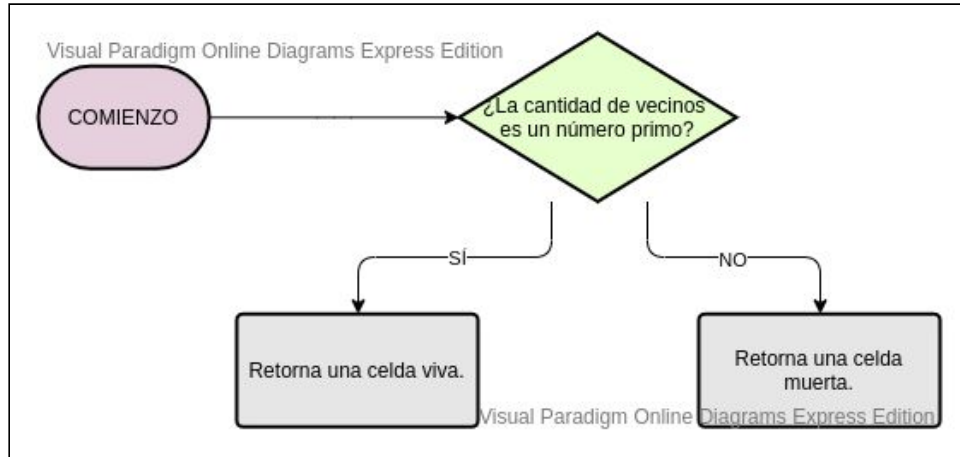 Visual Paradigm Online Diagrams Express Edition
COMIENZO
¿La cantidad de vecinos
es un número primo?
SÍ
NO
Retorna una celda viva.
Retorna una celda
muerta.
Visual Paradigm Online Diagrams Express Edition